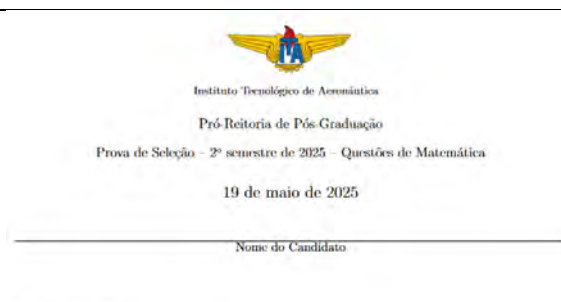 ITA
Instituto Tecnológico de Aeronáutica
Pró-Reitoria de Pós-Graduação
Prova de Seleção – 2º semestre de 2025 – Questões de Matemática
19 de maio de 2025
Nome do Candidato